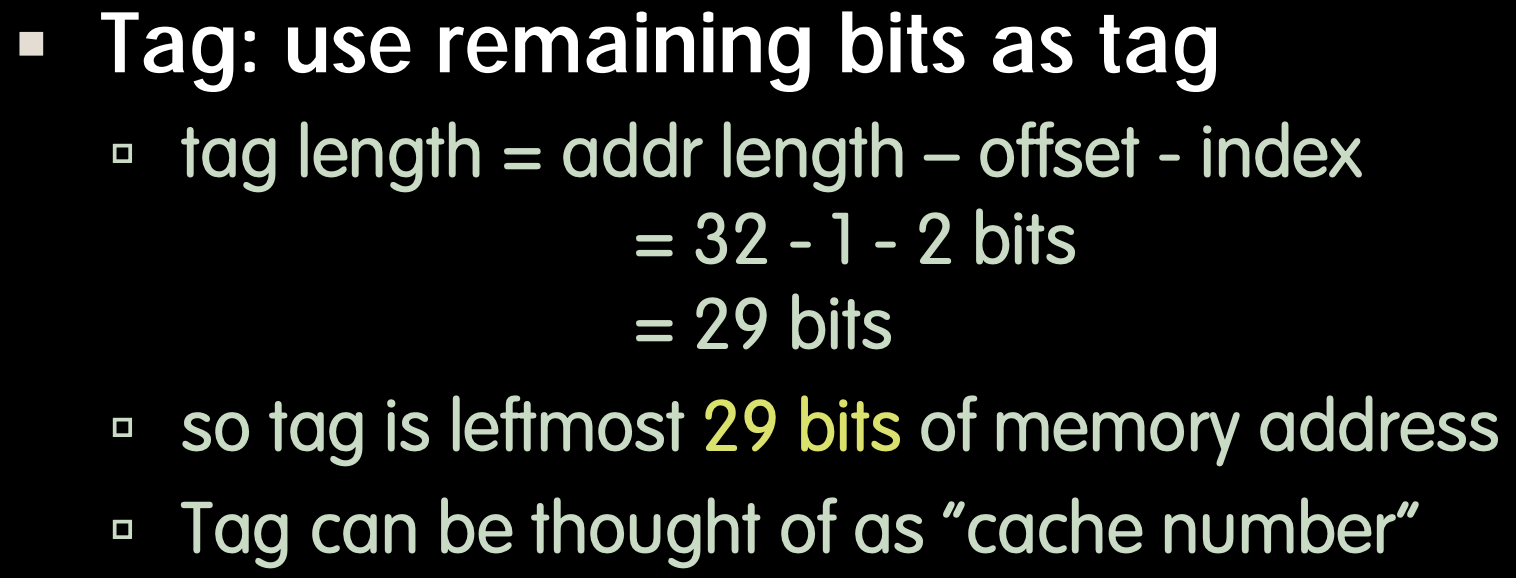 Tag: use remaining bits as tag
tag length = addr length – offset - index
= 32 - 1 - 2 bits
= 29 bits
so tag is leftmost 29 bits of memory address
Tag can be thought of as “cache number”